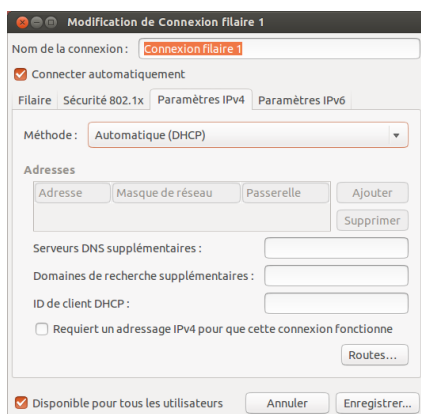 Modification de Connexion filaire 1
Nom de la connexion : Connexion filaire 1
Connecter automatiquement
Filaire Sécurité 802.1x Paramètres IPv4 Paramètres IPv6
Méthode : Automatique (DHCP)
Adresses
Adresse Masque de réseau Passerelle Ajouter
Supprimer
Serveurs DNS supplémentaires :
Domaines de recherche supplémentaires :
ID de client DHCP :
Requiert un adressage IPv4 pour que cette connexion fonctionne
Routes...
Disponible pour tous les utilisateurs Annuler Enregistrer...